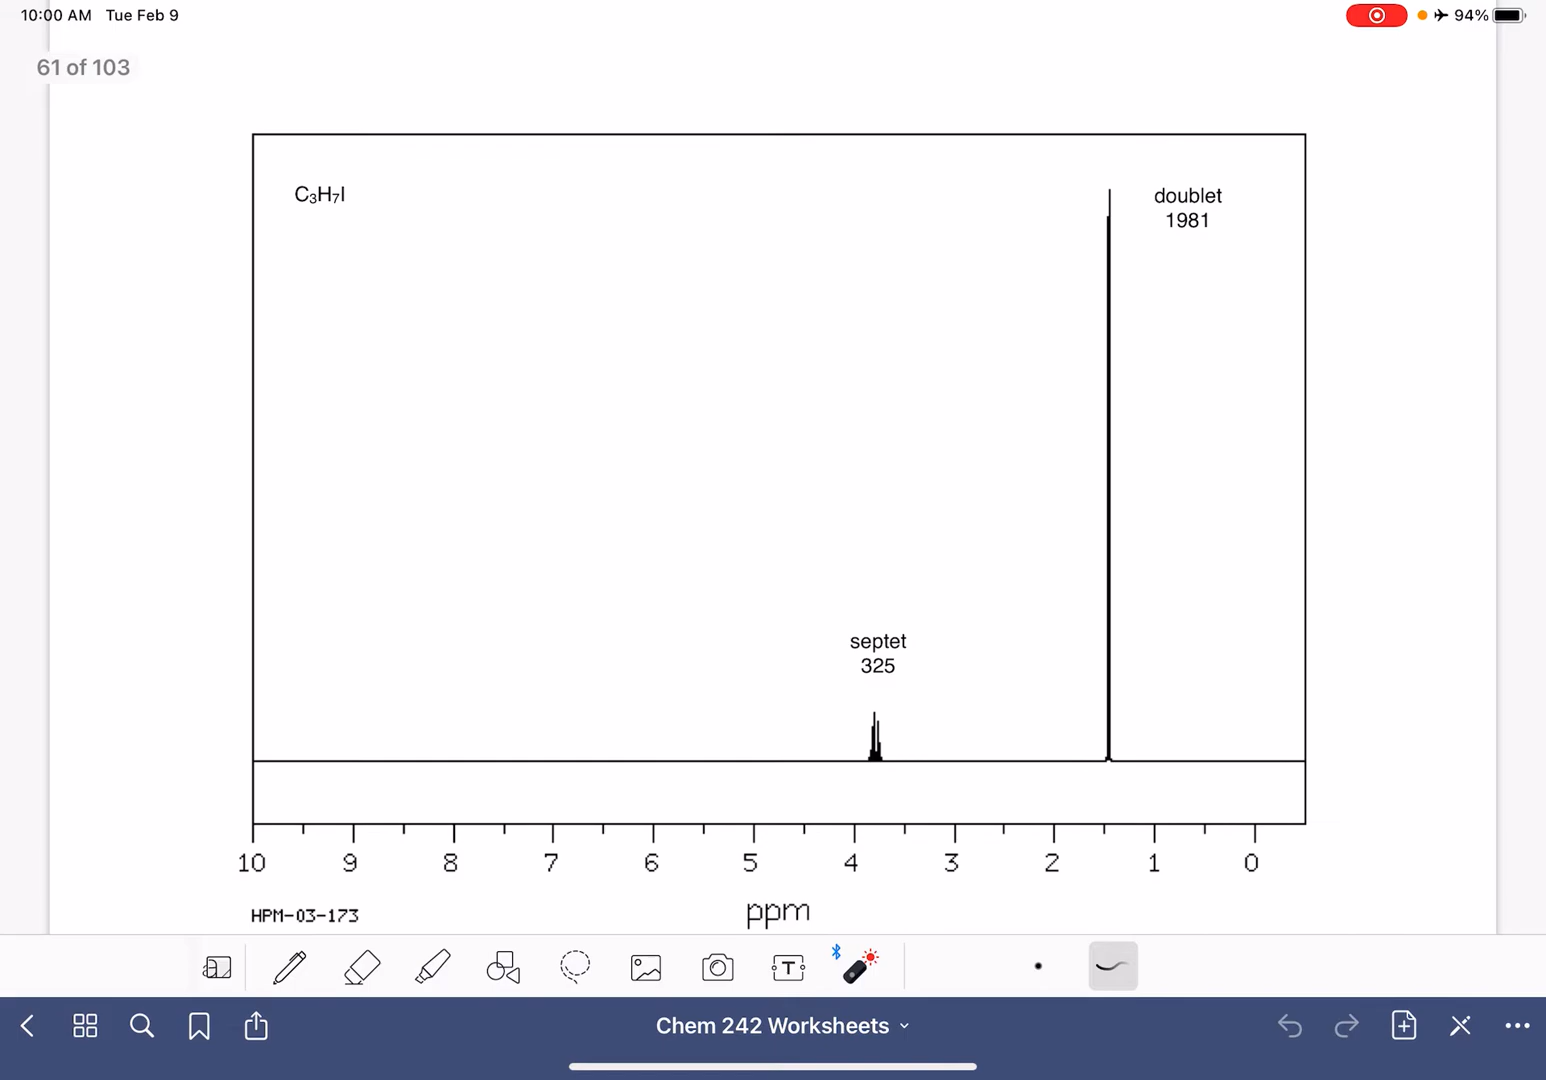 10:00 AM Tue Feb 9
94%
61 of 103
C₃H₇I
doublet
1981
septet
325
10 9 8 7 6 5 4 3 2 1 0
HPM-03-173
ppm
a
T
Chem 242 Worksheets